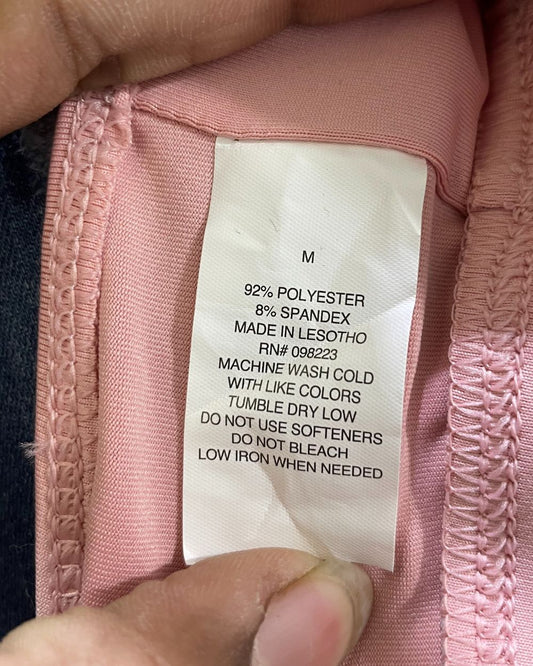 M
92% POLYESTER
8% SPANDEX
MADE IN LESOTHO
RN# 098223
MACHINE WASH COLD
WITH LIKE COLORS
TUMBLE DRY LOW
DO NOT USE SOFTENERS
DO NOT BLEACH
LOW IRON WHEN NEEDED